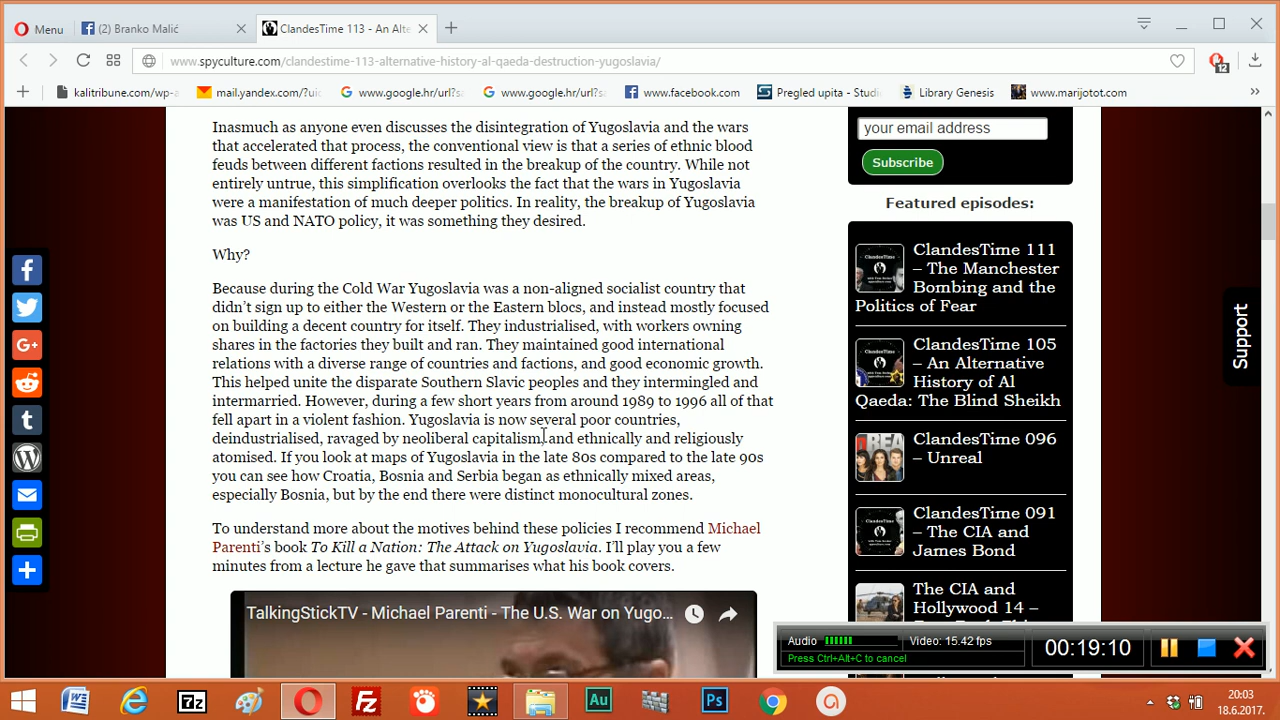 Menu
(2) Branko Malić
ClandesTime 113 - An Alte
www.spyculture.com/clandestime-113-alternative-history-al-qaeda-destruction-yugoslavia/
12
kalitribune.com/wp-a
mail.yandex.com/?uid
www.google.hr/url?sa
www.google.hr/url?sa
www.facebook.com
Pregled upita - Studi
Library Genesis
www.marijotot.com
Inasmuch as anyone even discusses the disintegration of Yugoslavia and the wars
that accelerated that process, the conventional view is that a series of ethnic blood
feuds between different factions resulted in the breakup of the country. While not
entirely untrue, this simplification overlooks the fact that the wars in Yugoslavia
were a manifestation of much deeper politics. In reality, the breakup of Yugoslavia
was US and NATO policy, it was something they desired.
Why?
Because during the Cold War Yugoslavia was a non-aligned socialist country that
didn't sign up to either the Western or the Eastern blocs, and instead mostly focused
on building a decent country for itself. They industrialised, with workers owning
shares in the factories they built and ran. They maintained good international
relations with a diverse range of countries and factions, and good economic growth.
This helped unite the disparate Southern Slavic peoples and they intermingled and
intermarried. However, during a few short years from around 1989 to 1996 all of that
fell apart in a violent fashion. Yugoslavia is now several poor countries,
deindustrialised, ravaged by neoliberal capitalism, and ethnically and religiously
atomised. If you look at maps of Yugoslavia in the late 80s compared to the late 90s
you can see how Croatia, Bosnia and Serbia began as ethnically mixed areas,
especially Bosnia, but by the end there were distinct monocultural zones.
To understand more about the motives behind these policies I recommend Michael
Parenti's book To Kill a Nation: The Attack on Yugoslavia. I'll play you a few
minutes from a lecture he gave that summarises what his book covers.
TalkingStickTV - Michael Parenti - The U.S. War on Yugo...
your email address
Subscribe
Featured episodes:
ClandesTime 111
– The Manchester
Bombing and the
Politics of Fear
ClandesTime 105
– An Alternative
History of Al
Qaeda: The Blind Sheikh
ClandesTime 096
– Unreal
ClandesTime 091
– The CIA and
James Bond
The CIA and
Hollywood 14 –
Support
Audio
Video: 15.42 fps
Press Ctrl+Alt+C to cancel
00:19:10
20:03
18.6.2017.